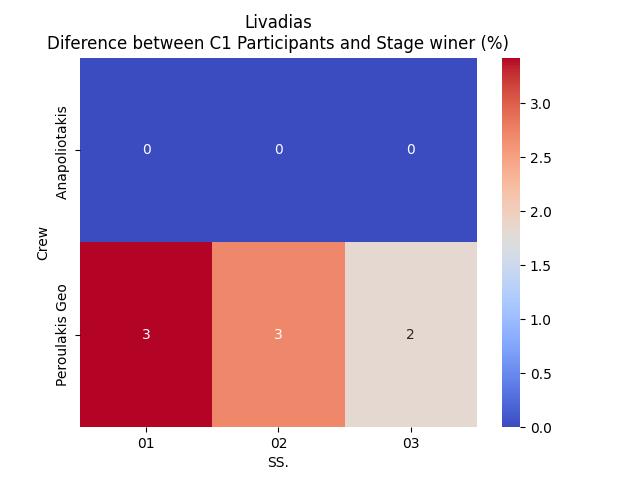 Livadias
Diference between C1 Participants and Stage winer (%)
Crew
Anapoliotakis
Peroulakis Geo
0 0 0
3 3 2
01 02 03
SS.
3.0
2.5
2.0
1.5
1.0
0.5
0.0